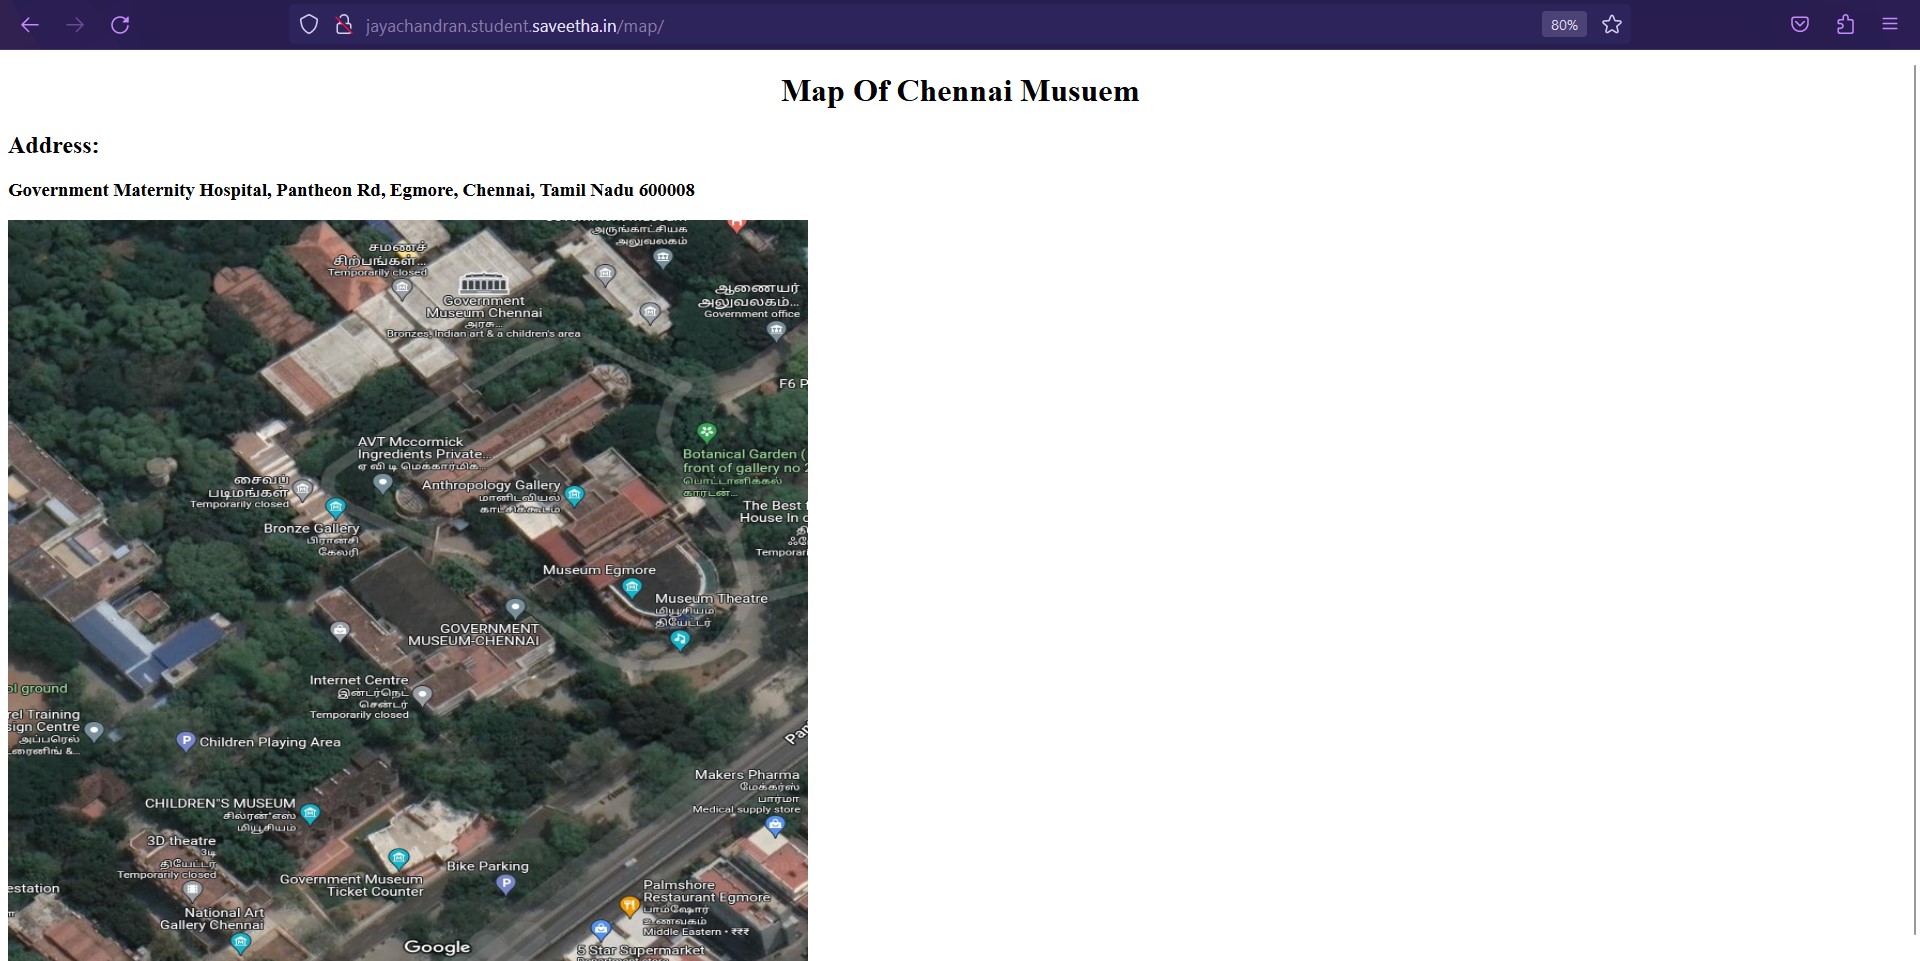 jayachandran.student.saveetha.in/map/
80%
Map Of Chennai Musuem
Address:
Government Maternity Hospital, Pantheon Rd, Egmore, Chennai, Tamil Nadu 600008
அருங்காட்சியக
அலுவலகம்
சமணச்
சிற்பங்கள்...
Temporarily closed
Government
Museum Chennai
அரசு...
Bronzes, Indian art & a children's area
ஆணையர்
அலுவலகம்...
Government office
F6 P
AVT Mccormick
Ingredients Private...
ஏ வி டி மெக்கார்மிக்...
Botanical Garden (
front of gallery no 2
பொட்டானிக்கல்
கார்டன்...
சைவப்
படிமங்கள்
Temporarily closed
Anthropology Gallery
மானிடவியல்
காட்சிக்கூடம்
The Best f
House In c
Temporari
Bronze Gallery
பிரான்சி
கேலரி
Museum Egmore
Museum Theatre
மியூசியம்
தியேட்டர்
GOVERNMENT
MUSEUM-CHENNAI
Internet Centre
இன்டர்நெட்
சென்டர்
Temporarily closed
ol ground
rel Training
sign Centre
அப்பரெல்
டரைனிங் &...
Children Playing Area
Pan
Makers Pharma
மேக்கர்ஸ்
பார்மா
Medical supply store
CHILDREN"S MUSEUM
சில்ரன்'எஸ்
மியூசியம்
3D theatre
3டி
தியேட்டர்
Temporarily closed
Government Museum
Ticket Counter
Bike Parking
estation
National Art
Gallery Chennai
Palmshore
Restaurant Egmore
பாம்ஷோர்
உணவகம்
Middle Eastern • ₹₹₹
Google
5 Star Supermarket